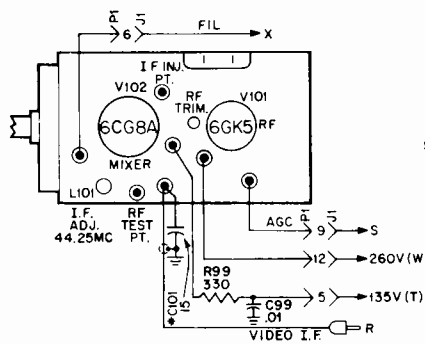 P1 J1
6 FIL X
I F INJ.
PT.
V102 RF V101
TRIM.
6CG8A 6GK5 RF
MIXER
L101
I.F. RF
ADJ. TEST
44.25MC PT.
AGC P1 J1
9 S
12 260V(W
R99
330
15
5 135V(T)
C101
C99
.01
VIDEO I.F. R